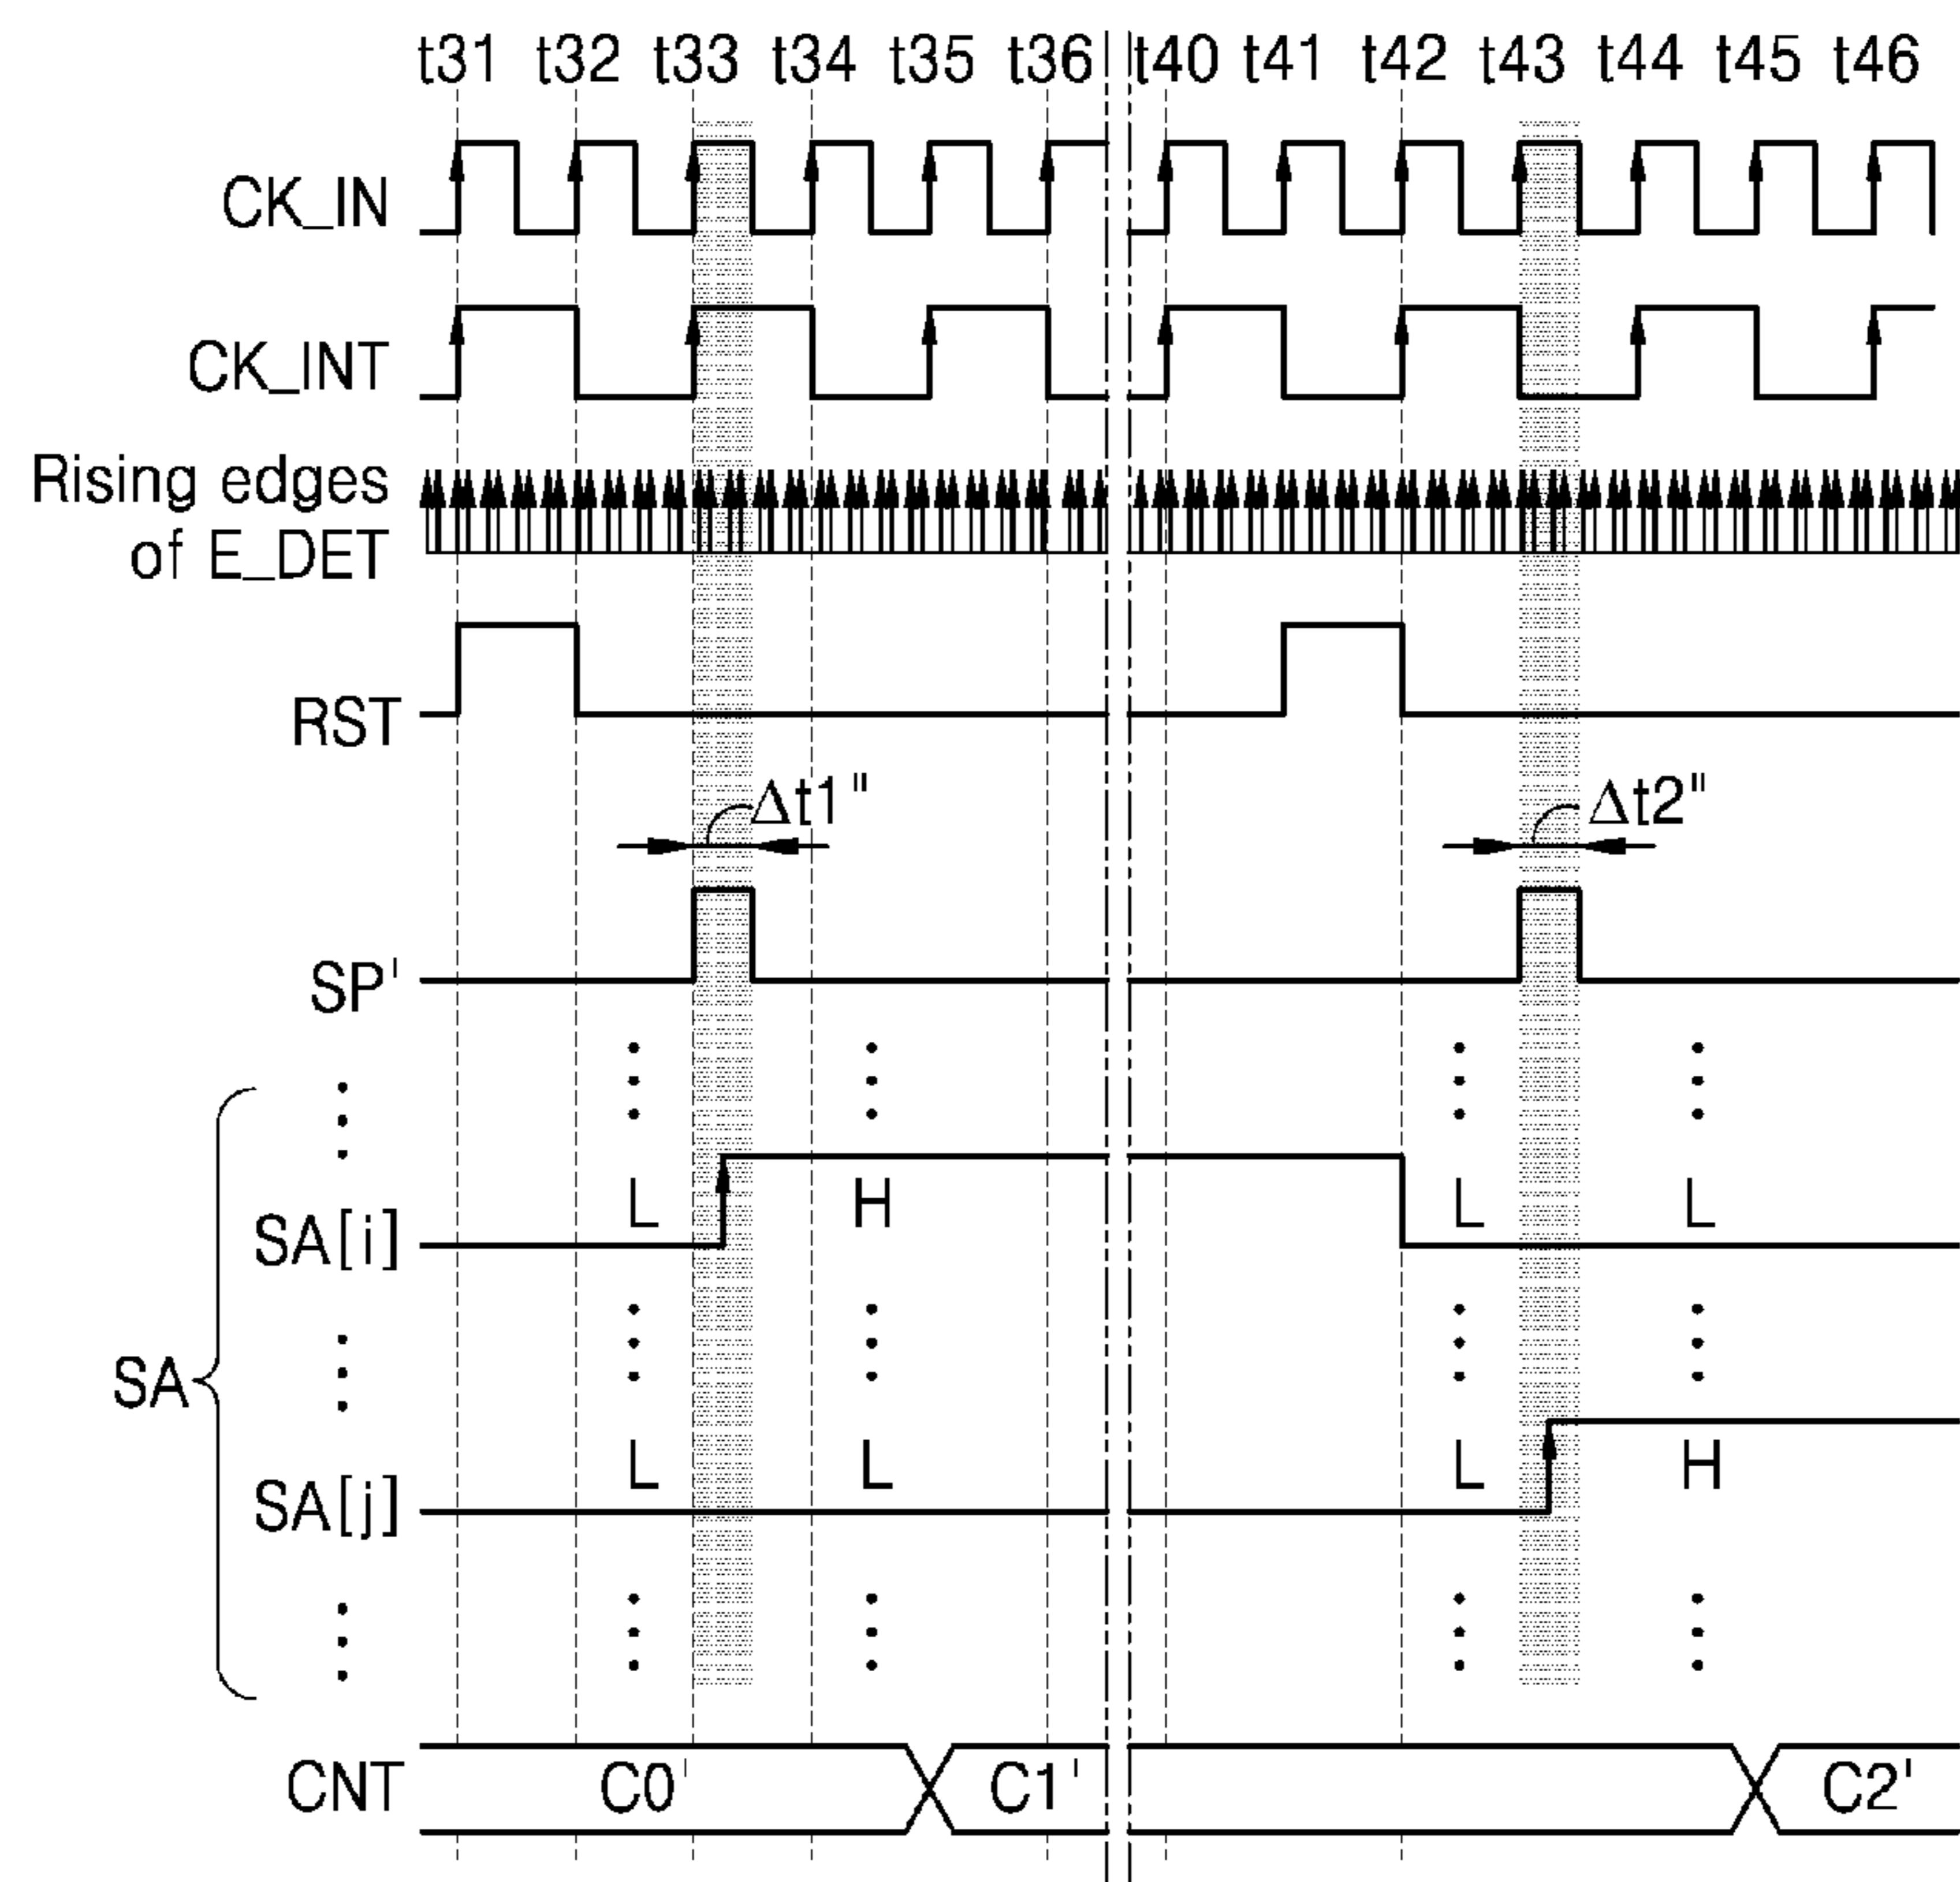 t31 t32 t33 t34 t35 t36 t40 t41 t42 t43 t44 t45 t46
CK_IN
CK_INT
Rising edges
of E_DET
RST
Δt1" Δt2"
SP'
L H L L
SA[i]
SA
L L L H
SA[j]
CNT C0' C1' C2'